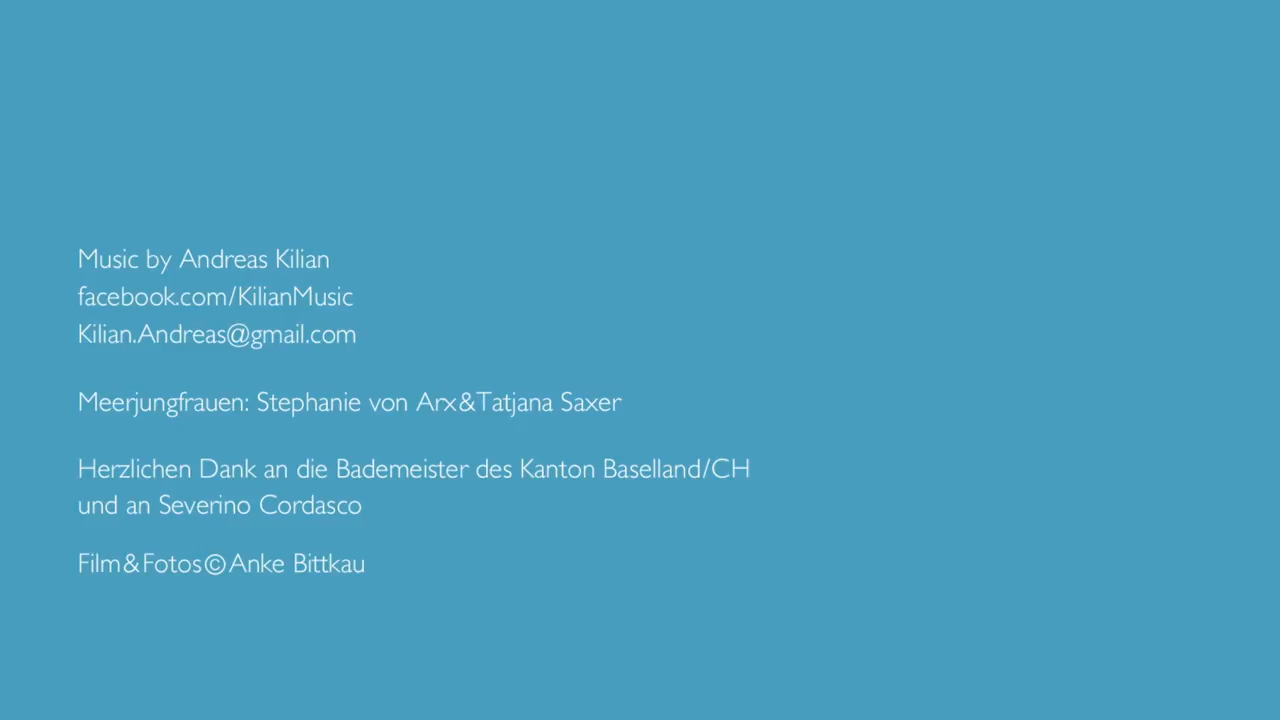 Music by Andreas Kilian
facebook.com/KilianMusic
Kilian.Andreas@gmail.com
Meerjungfrauen: Stephanie von Arx&Tatjana Saxer
Herzlichen Dank an die Bademeister des Kanton Baselland/CH
und an Severino Cordasco
Film&Fotos©Anke Bittkau